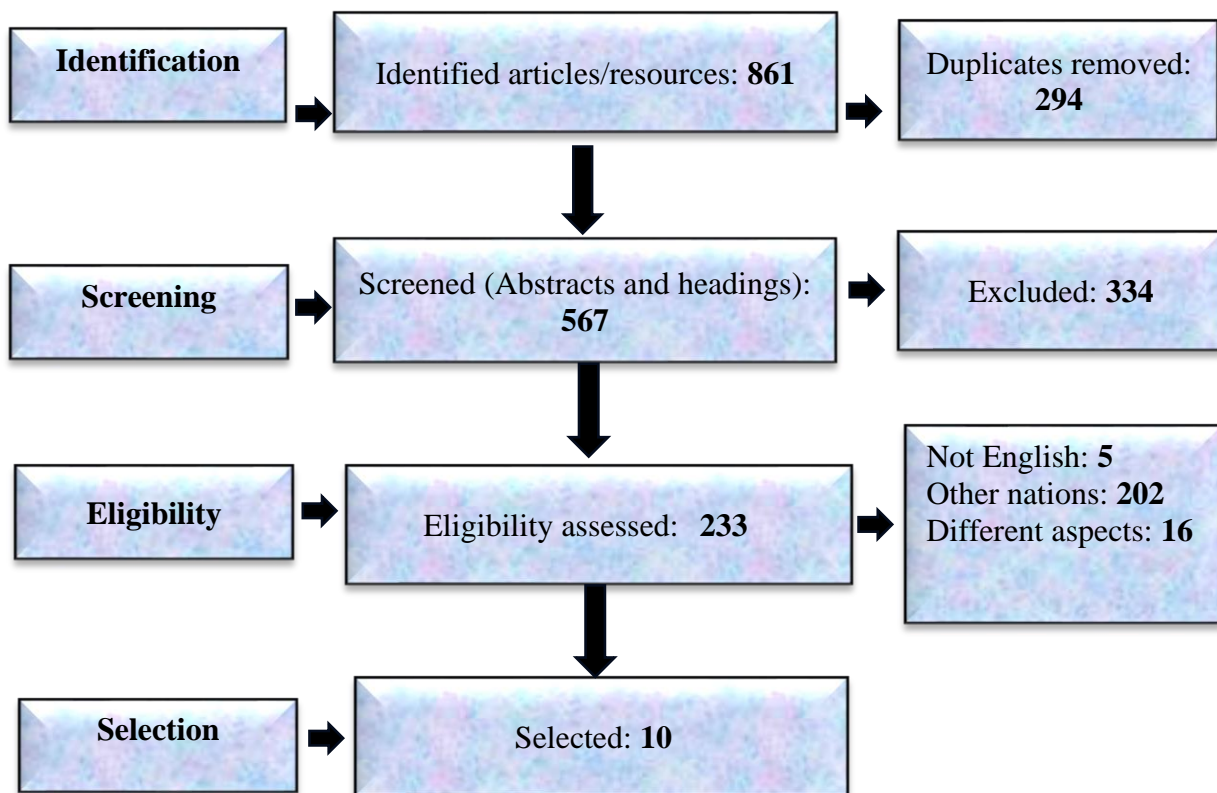 Identification
Identified articles/resources: 861
Duplicates removed:
294
Screening
Screened (Abstracts and headings):
567
Excluded: 334
Eligibility
Eligibility assessed: 233
Not English: 5
Other nations: 202
Different aspects: 16
Selection
Selected: 10